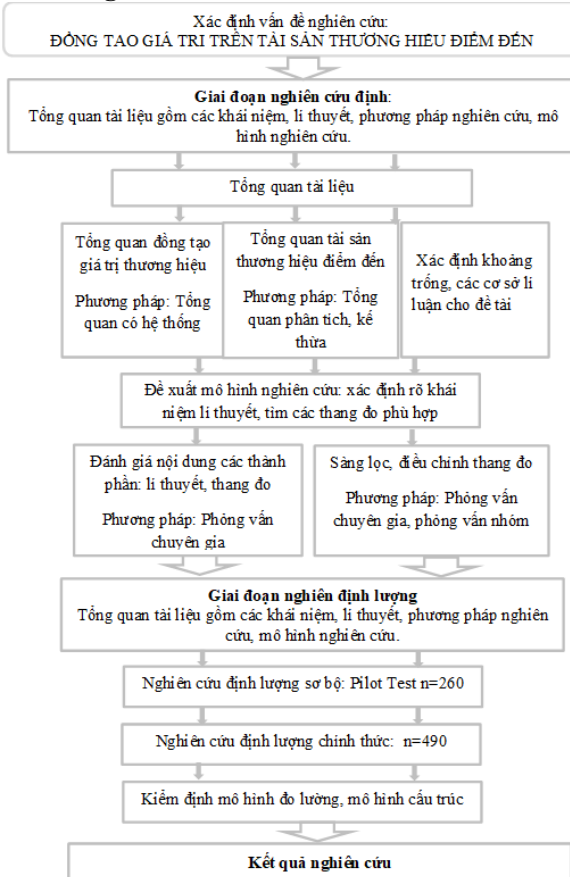 Xác định vấn đề nghiên cứu:
ĐỒNG TẠO GIÁ TRỊ TRÊN TÀI SẢN THƯƠNG HIỆU ĐIỂM ĐẾN
Giai đoạn nghiên cứu định:
Tổng quan tài liệu gồm các khái niệm, lí thuyết, phương pháp nghiên cứu, mô
hình nghiên cứu.
Tổng quan tài liệu
Tổng quan đồng tạo
giá trị thương hiệu
Phương pháp: Tổng
quan có hệ thống
Tổng quan tài sản
thương hiệu điểm đến
Phương pháp: Tổng
quan phân tích, kế
thừa
Xác định khoảng
trống, các cơ sở lí
luận cho đề tài
Đề xuất mô hình nghiên cứu: xác định rõ khái
niệm lí thuyết, tìm các thang đo phù hợp
Đánh giá nội dung các thành
phần: lí thuyết, thang đo
Phương pháp: Phỏng vấn
chuyên gia
Sàng lọc, điều chỉnh thang đo
Phương pháp: Phỏng vấn
chuyên gia, phỏng vấn nhóm
Giai đoạn nghiên định lượng
Tổng quan tài liệu gồm các khái niệm, lí thuyết, phương pháp nghiên
cứu, mô hình nghiên cứu.
Nghiên cứu định lượng sơ bộ: Pilot Test n=260
Nghiên cứu định lượng chính thức: n=490
Kiểm định mô hình đo lường, mô hình cấu trúc
Kết quả nghiên cứu